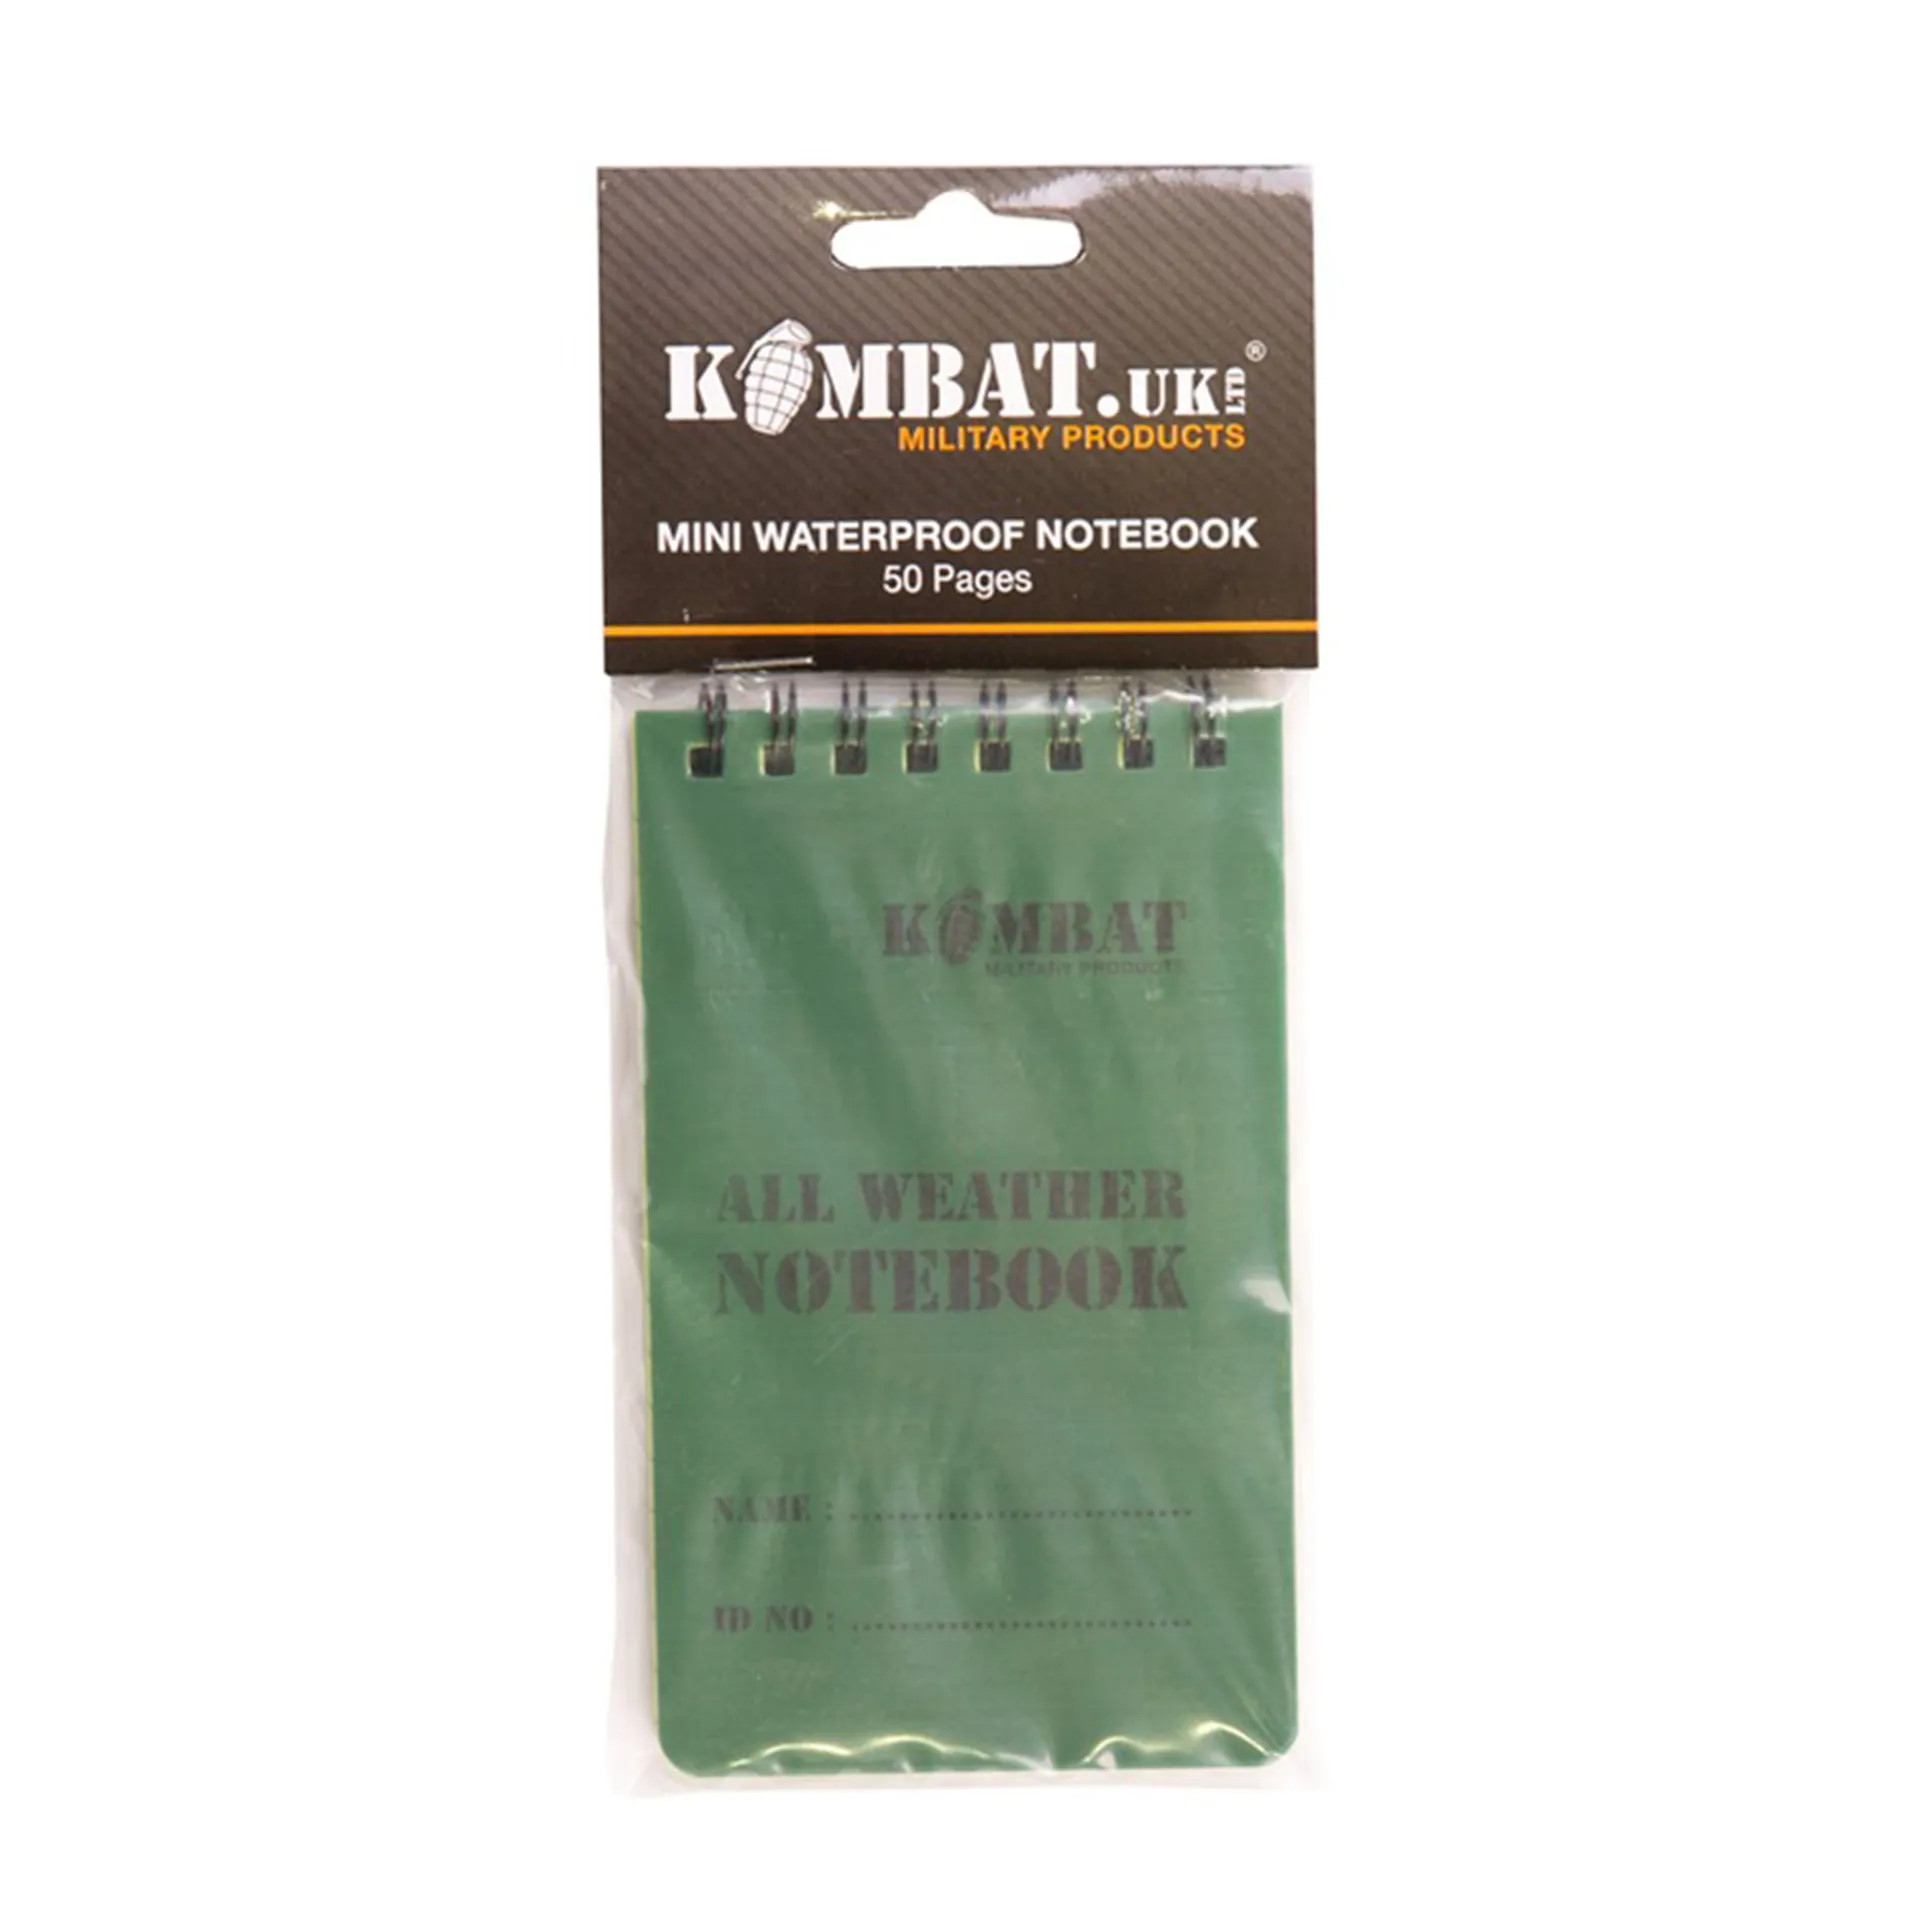 KOMBAT.UK LTD®
MILITARY PRODUCTS
MINI WATERPROOF NOTEBOOK
50 Pages
KOMBAT
MILITARY PRODUCTS
ALL WEATHER
NOTEBOOK
NAME : ..............................
ID NO : ..............................